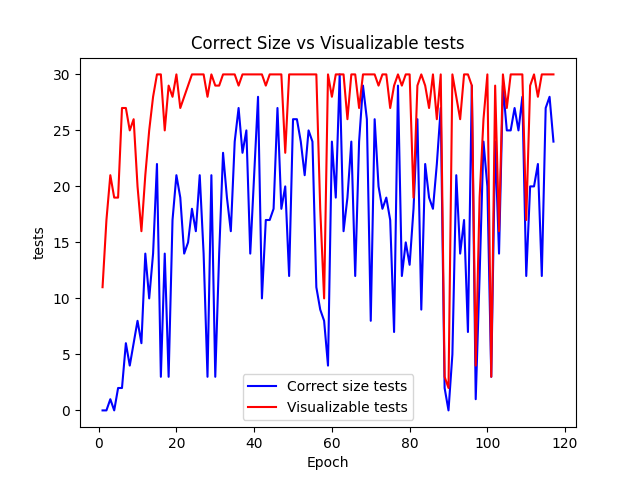 Correct Size vs Visualizable tests
tests
30
25
20
15
10
5
0
Correct size tests
Visualizable tests
0 20 40 60 80 100 120
Epoch